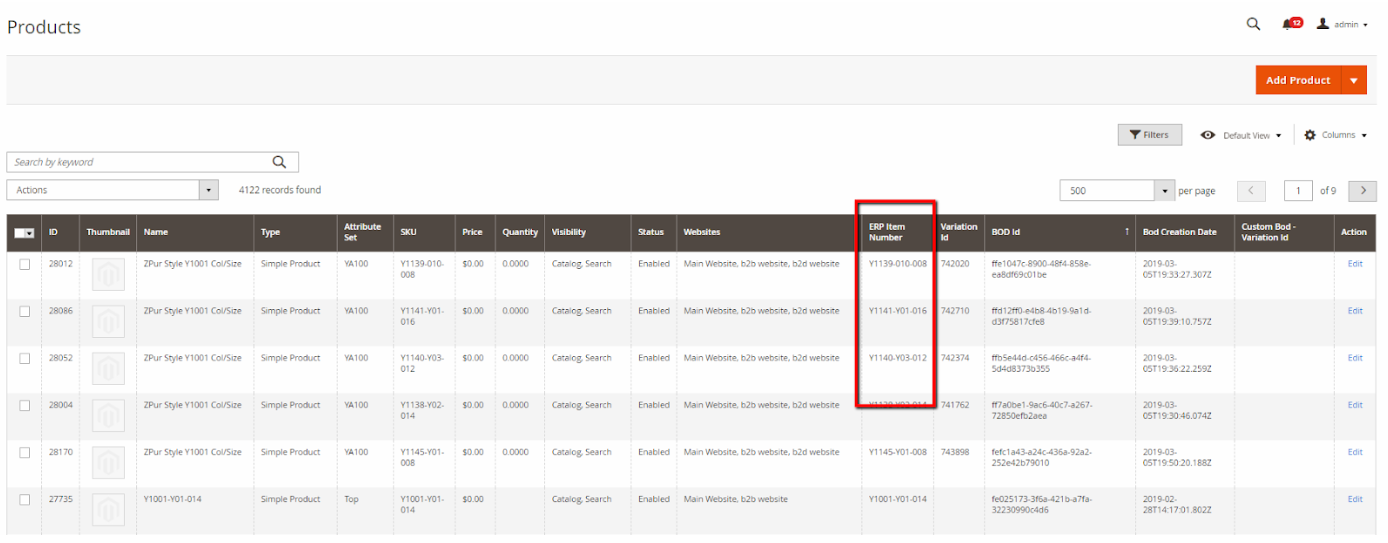 Products
12
admin
Add Product
Filters
Default View
Columns
Search by keyword
Actions
4122 records found
500
per page
1
of 9
ID
Thumbnail
Name
Type
Attribute
Set
SKU
Price
Quantity
Visibility
Status
Websites
ERP Item
Number
Variation
Id
BOD Id
Bod Creation Date
Custom Bod -
Variation Id
Action
28012
ZPur Style Y1001 Col/Size
Simple Product
YA100
Y1139-010-
008
$0.00
0.0000
Catalog, Search
Enabled
Main Website, b2b website, b2d website
Y1139-010-008
742020
ffe1047c-8900-48f4-858e-
ea8df69c01be
2019-03-
05T19:33:27.307Z
Edit
28086
ZPur Style Y1001 Col/Size
Simple Product
YA100
Y1141-Y01-
016
$0.00
0.0000
Catalog, Search
Enabled
Main Website, b2b website, b2d website
Y1141-Y01-016
742710
ffd12ff0-e4b8-4b19-9a1d-
d3f75817cfe8
2019-03-
05T19:39:10.757Z
Edit
28052
ZPur Style Y1001 Col/Size
Simple Product
YA100
Y1140-Y03-
012
$0.00
0.0000
Catalog, Search
Enabled
Main Website, b2b website, b2d website
Y1140-Y03-012
742374
ffb5e44d-c456-466c-a4f4-
5d4d8373b355
2019-03-
05T19:36:22.259Z
Edit
28004
ZPur Style Y1001 Col/Size
Simple Product
YA100
Y1138-Y02-
014
$0.00
0.0000
Catalog, Search
Enabled
Main Website, b2b website, b2d website
Y1138-Y02-014
741762
ff7a0be1-9ac6-40c7-a267-
72850efb2aea
2019-03-
05T19:30:46.074Z
Edit
28170
ZPur Style Y1001 Col/Size
Simple Product
YA100
Y1145-Y01-
008
$0.00
0.0000
Catalog, Search
Enabled
Main Website, b2b website, b2d website
Y1145-Y01-008
743898
fefc1a43-a24c-436a-92a2-
252e42b79010
2019-03-
05T19:50:20.188Z
Edit
27735
Y1001-Y01-014
Simple Product
Top
Y1001-Y01-
014
$0.00
Catalog, Search
Enabled
Main Website, b2b website
Y1001-Y01-014
fe025173-3f6a-421b-a7fa-
32230990c4d6
2019-02-
28T14:17:01.802Z
Edit